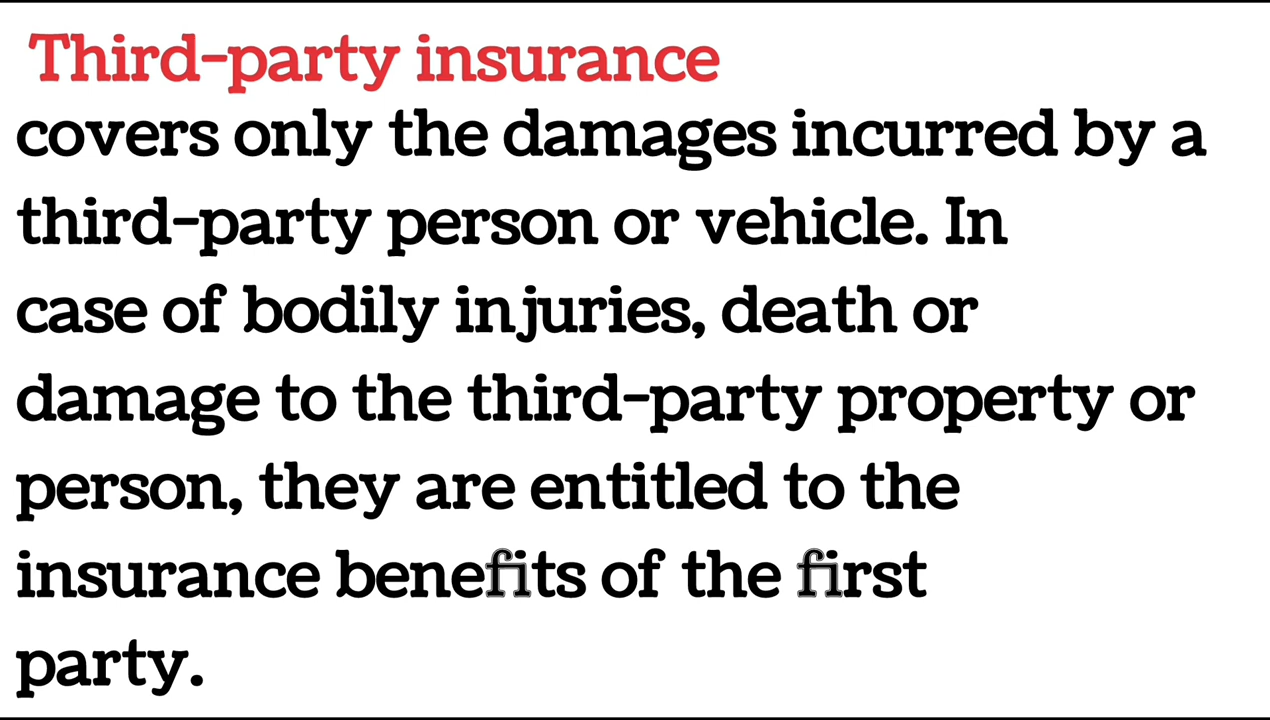 Third-party insurance
covers only the damages incurred by a
third-party person or vehicle. In
case of bodily injuries, death or
damage to the third-party property or
person, they are entitled to the
insurance benefits of the first
party.